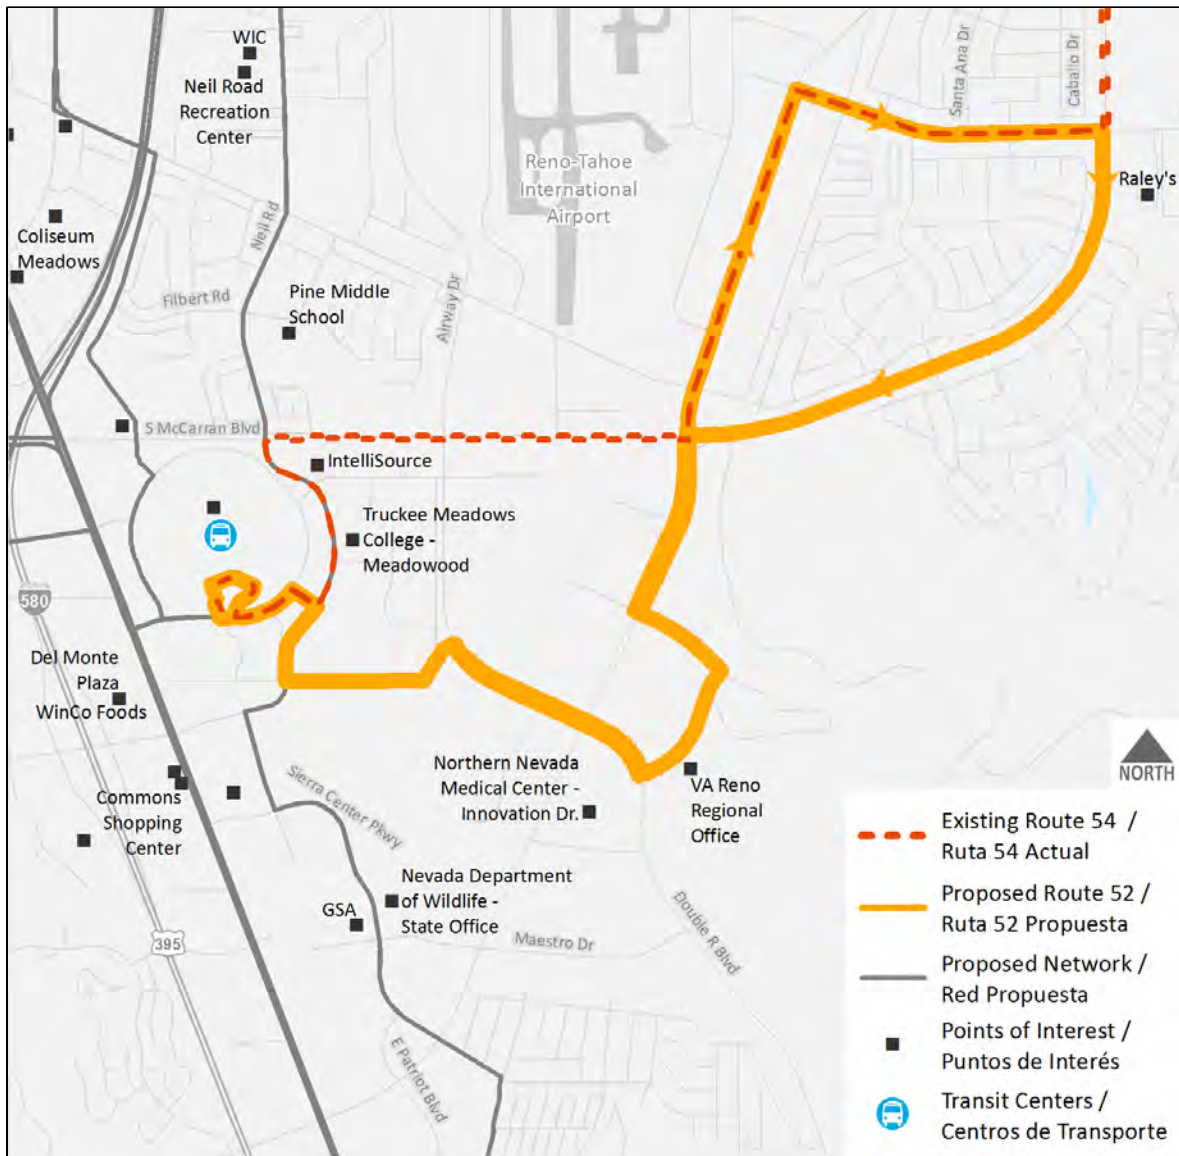 WIC
Neil Road
Recreation
Center
Santa Ana Dr
Caballo Dr
Reno-Tahoe
International
Airport
Raley's
Coliseum
Meadows
Neil Rd
Filbert Rd
Pine Middle
School
Airway Dr
S McCarran Blvd
IntelliSource
Truckee Meadows
College -
Meadowood
580
Del Monte
Plaza
WinCo Foods
Northern Nevada
Medical Center -
Innovation Dr.
VA Reno
Regional
Office
NORTH
Commons
Shopping
Center
Sierra Center Pkwy
Nevada Department
of Wildlife -
State Office
GSA
Maestro Dr
Double R Blvd
395
E Patriot Blvd
Existing Route 54 /
Ruta 54 Actual
Proposed Route 52 /
Ruta 52 Propuesta
Proposed Network /
Red Propuesta
Points of Interest /
Puntos de Interés
Transit Centers /
Centros de Transporte